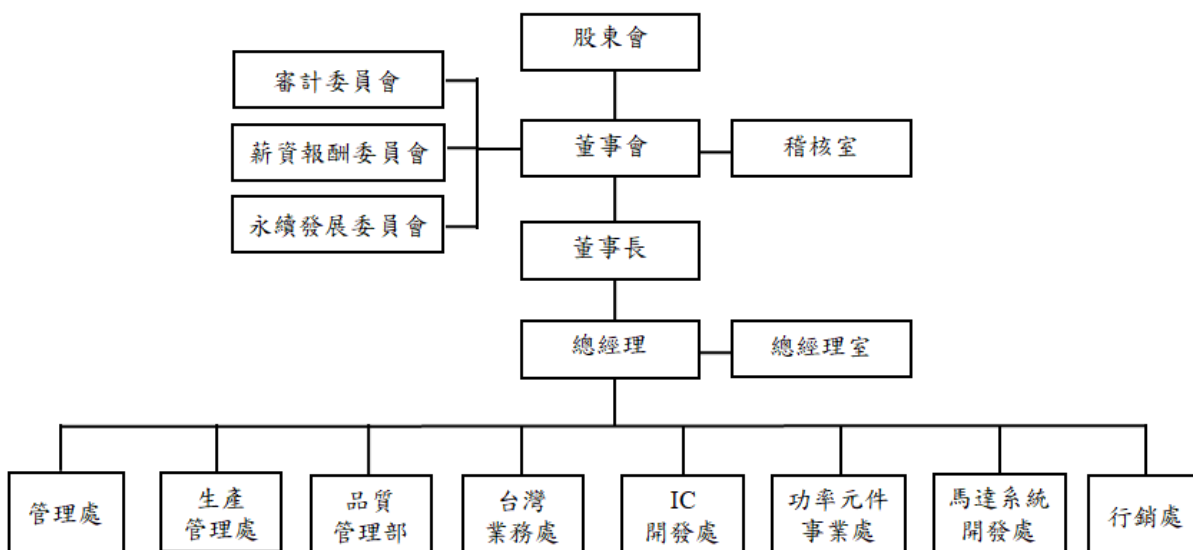 股東會
審計委員會
董事會
稽核室
薪資報酬委員會
永續發展委員會
董事長
總經理
總經理室
管理處
生產
管理處
品質
管理部
台灣
業務處
IC
開發處
功率元件
事業處
馬達系統
開發處
行銷處